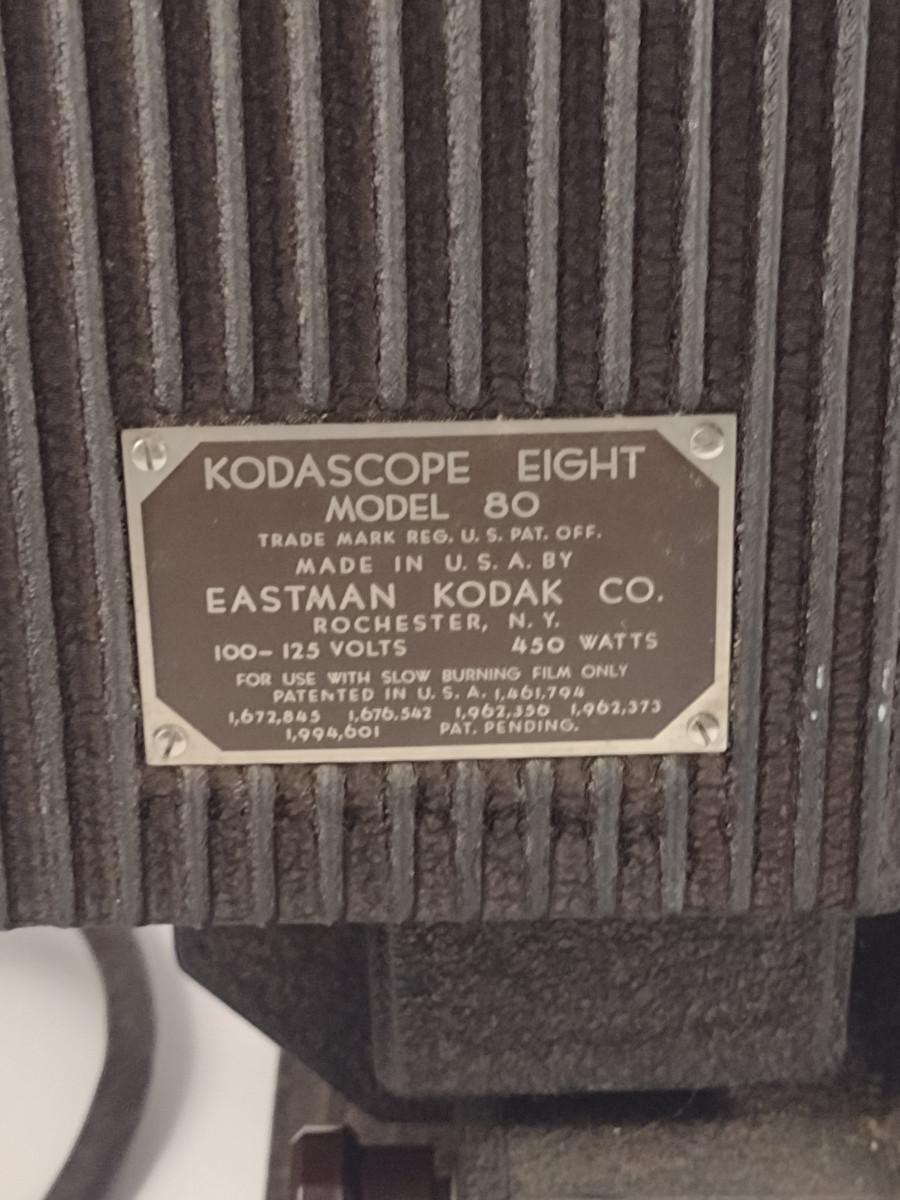 KODASCOPE EIGHT
MODEL 80
TRADE MARK REG. U. S. PAT. OFF.
MADE IN U. S. A. BY
EASTMAN KODAK CO.
ROCHESTER, N. Y.
100-125 VOLTS 450 WATTS
FOR USE WITH SLOW BURNING FILM ONLY
PATENTED IN U. S. A. 1,461,794
1,672,845 1,676,542 1,962,350 1,962,373
1,994,601 PAT. PENDING.